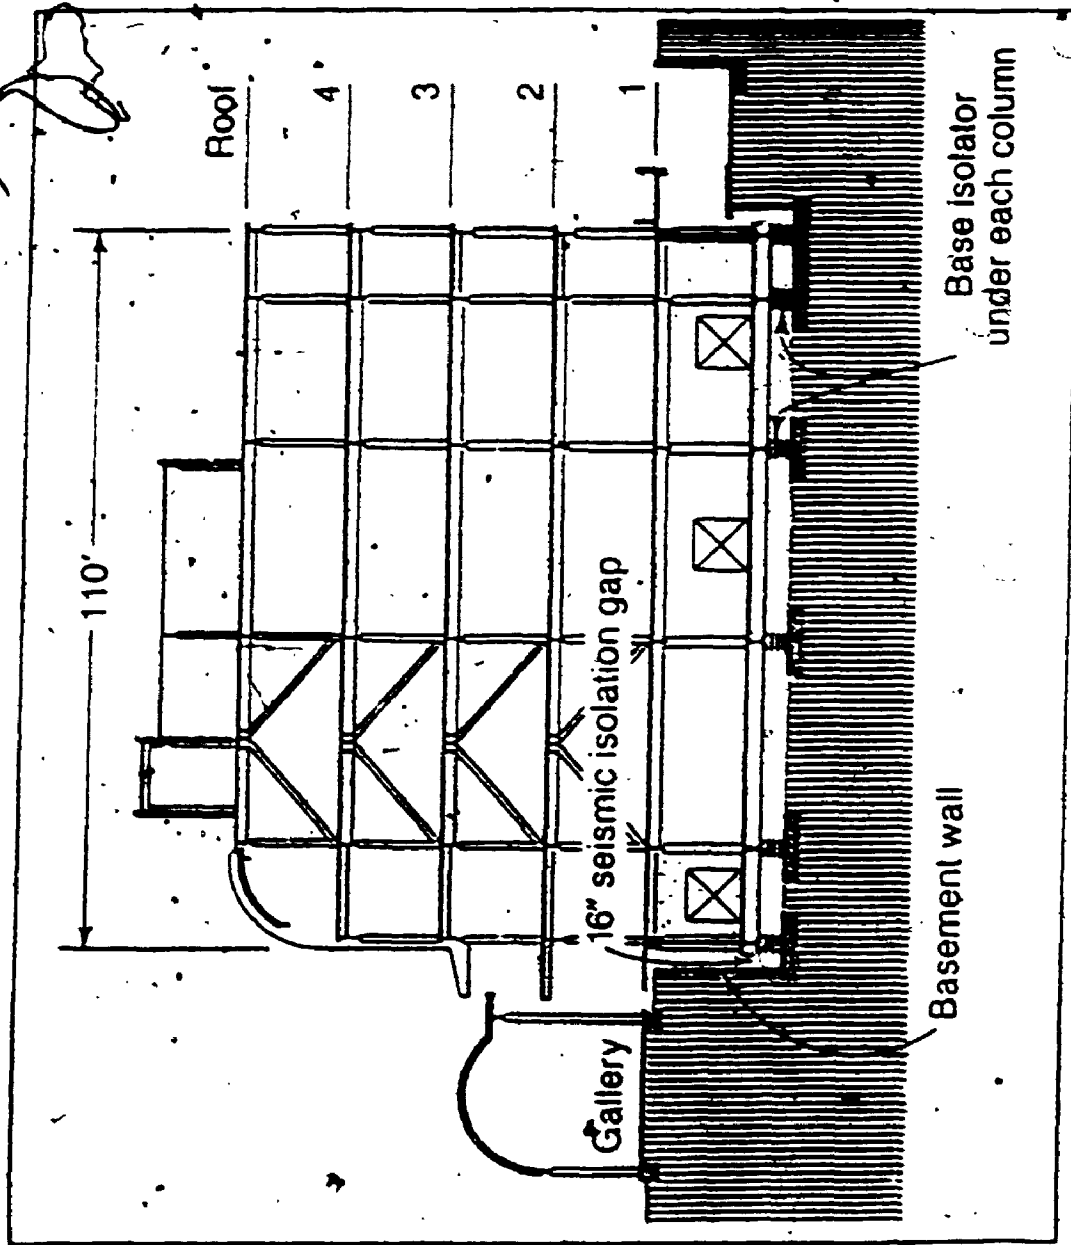 110'
Roof
4
3
2
1
16" seismic isolation gap
Gallery
Basement wall
Base isolator
under each column